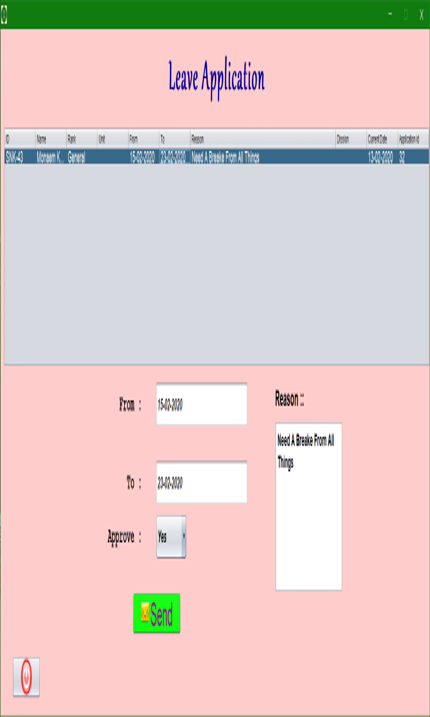 Leave Application
ID Name Rank Unit From To Reason Division Current Date Application Id
SNK-43 Monaem K... General 15-02-2020 23-02-2020 Need A Breake From All Things 13-02-2020 32
From : 15-02-2020
Reason ::
Need A Breake From All
Things
To : 23-02-2020
Approve : Yes
Send